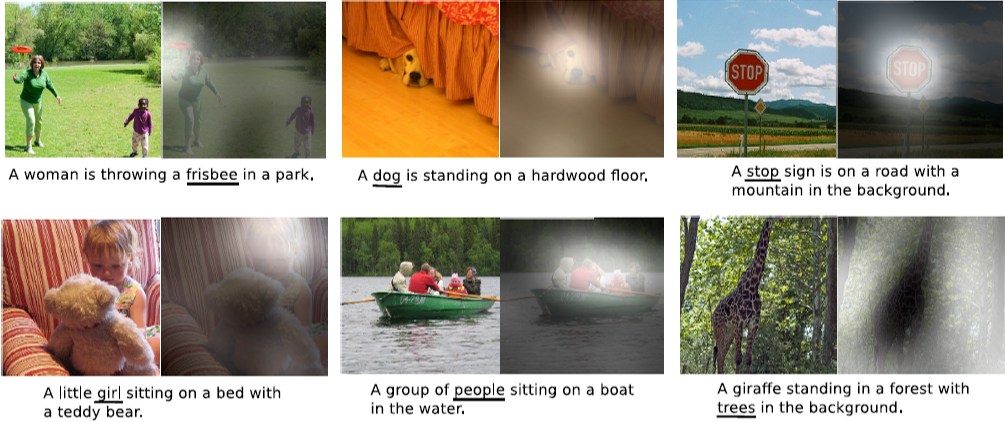 STOP
STOP
A woman is throwing a frisbee in a park.
A dog is standing on a hardwood floor.
A stop sign is on a road with a
mountain in the background.
A little girl sitting on a bed with
a teddy bear.
A group of people sitting on a boat
in the water.
A giraffe standing in a forest with
trees in the background.